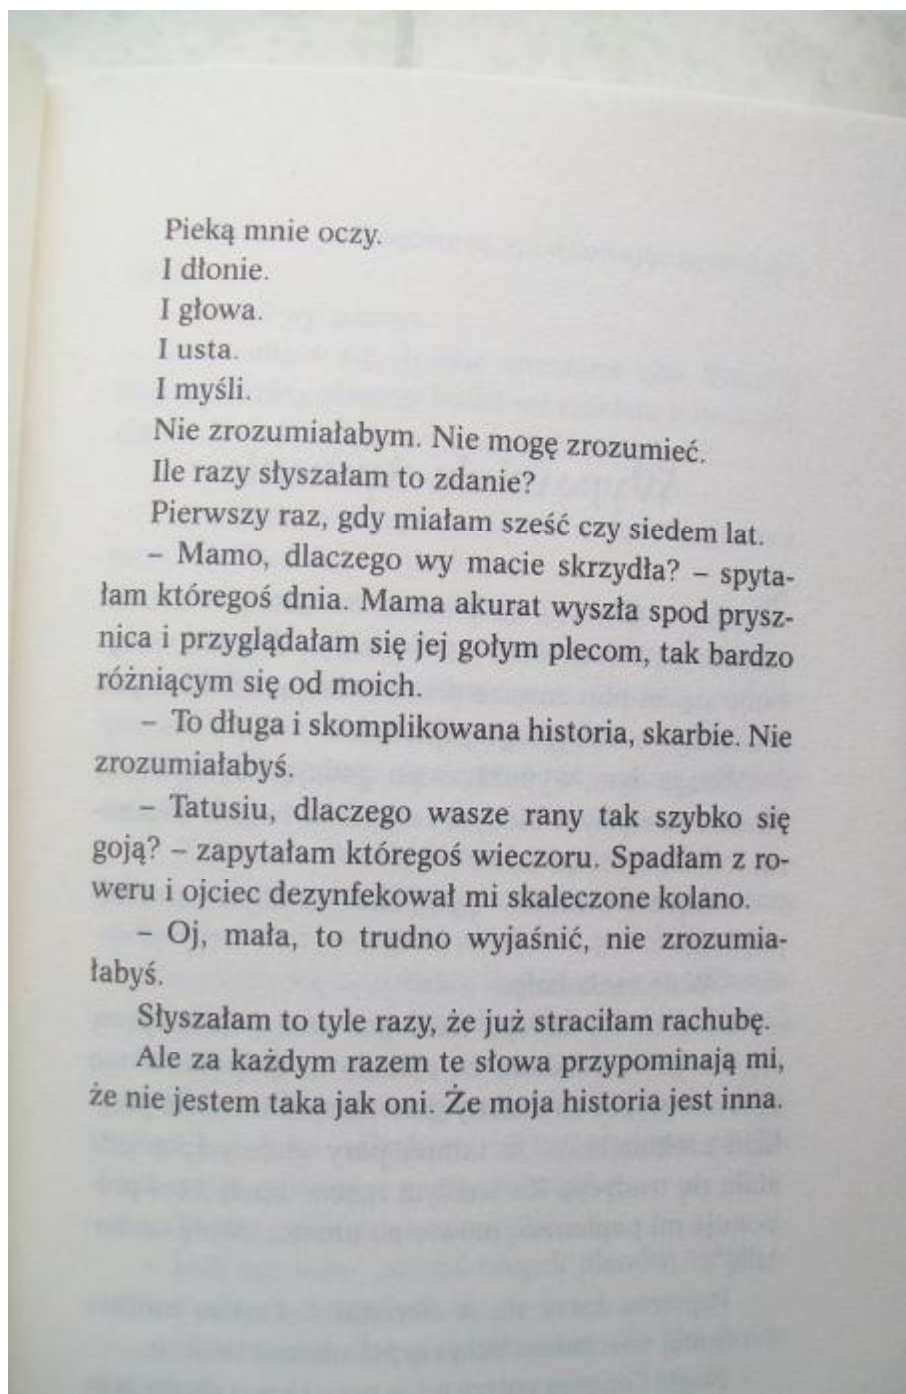 Pieką mnie oczy.
I dłonie.
I głowa.
I usta.
I myśli.
Nie zrozumiałabym. Nie mogę zrozumieć.
Ile razy słyszałam to zdanie?
Pierwszy raz, gdy miałam sześć czy siedem lat.
– Mamo, dlaczego wy macie skrzydła? – spyta-
łam któregoś dnia. Mama akurat wyszła spod prysz-
nica i przyglądałam się jej gołym plecom, tak bardzo
różniącym się od moich.
– To długa i skomplikowana historia, skarbie. Nie
zrozumiałabyś.
– Tatusiu, dlaczego wasze rany tak szybko się
goją? – zapytałam któregoś wieczoru. Spadłam z ro-
weru i ojciec dezynfekował mi skaleczone kolano.
– Oj, mała, to trudno wyjaśnić, nie zrozumia-
łabyś.
Słyszałam to tyle razy, że już straciłam rachubę.
Ale za każdym razem te słowa przypominają mi,
że nie jestem taka jak oni. Że moja historia jest inna.